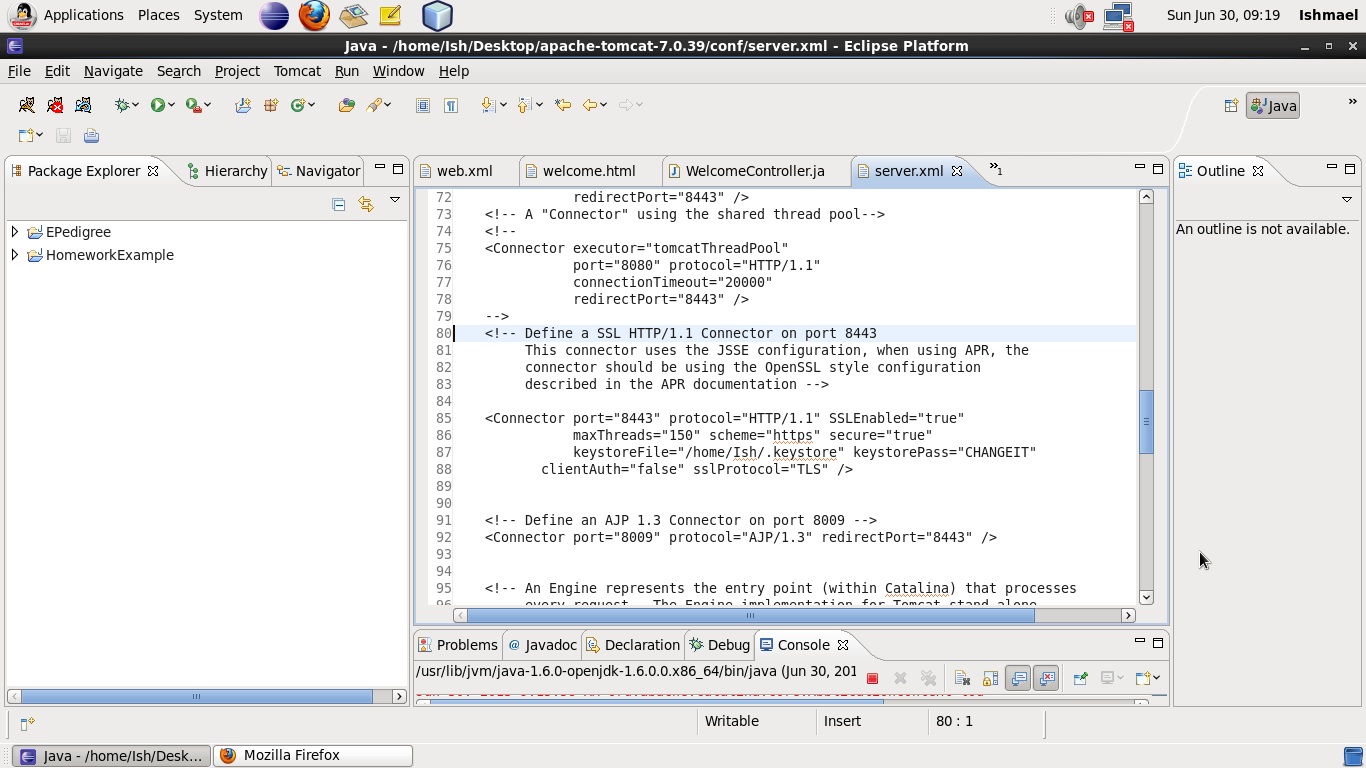 Applications Places System
Sun Jun 30, 09:19 Ishmael
Java - /home/Ish/Desktop/apache-tomcat-7.0.39/conf/server.xml - Eclipse Platform
File Edit Navigate Search Project Tomcat Run Window Help
Java
Package Explorer Hierarchy Navigator
EPedigree
HomeworkExample
web.xml welcome.html WelcomeController.ja server.xml »1
72 redirectPort="8443" />
73 <!-- A "Connector" using the shared thread pool-->
74 <!--
75 <Connector executor="tomcatThreadPool"
76 port="8080" protocol="HTTP/1.1"
77 connectionTimeout="20000"
78 redirectPort="8443" />
79 -->
80 <!-- Define a SSL HTTP/1.1 Connector on port 8443
81 This connector uses the JSSE configuration, when using APR, the
82 connector should be using the OpenSSL style configuration
83 described in the APR documentation -->
84
85 <Connector port="8443" protocol="HTTP/1.1" SSLEnabled="true"
86 maxThreads="150" scheme="https" secure="true"
87 keystoreFile="/home/Ish/.keystore" keystorePass="CHANGEIT"
88 clientAuth="false" sslProtocol="TLS" />
89
90
91 <!-- Define an AJP 1.3 Connector on port 8009 -->
92 <Connector port="8009" protocol="AJP/1.3" redirectPort="8443" />
93
94
95 <!-- An Engine represents the entry point (within Catalina) that processes
96 every request. The Engine implementation for Tomcat stand alone
Outline
An outline is not available.
Problems @ Javadoc Declaration Debug Console
/usr/lib/jvm/java-1.6.0-openjdk-1.6.0.0.x86_64/bin/java (Jun 30, 201
Writable Insert 80 : 1
Java - /home/Ish/Desk... Mozilla Firefox